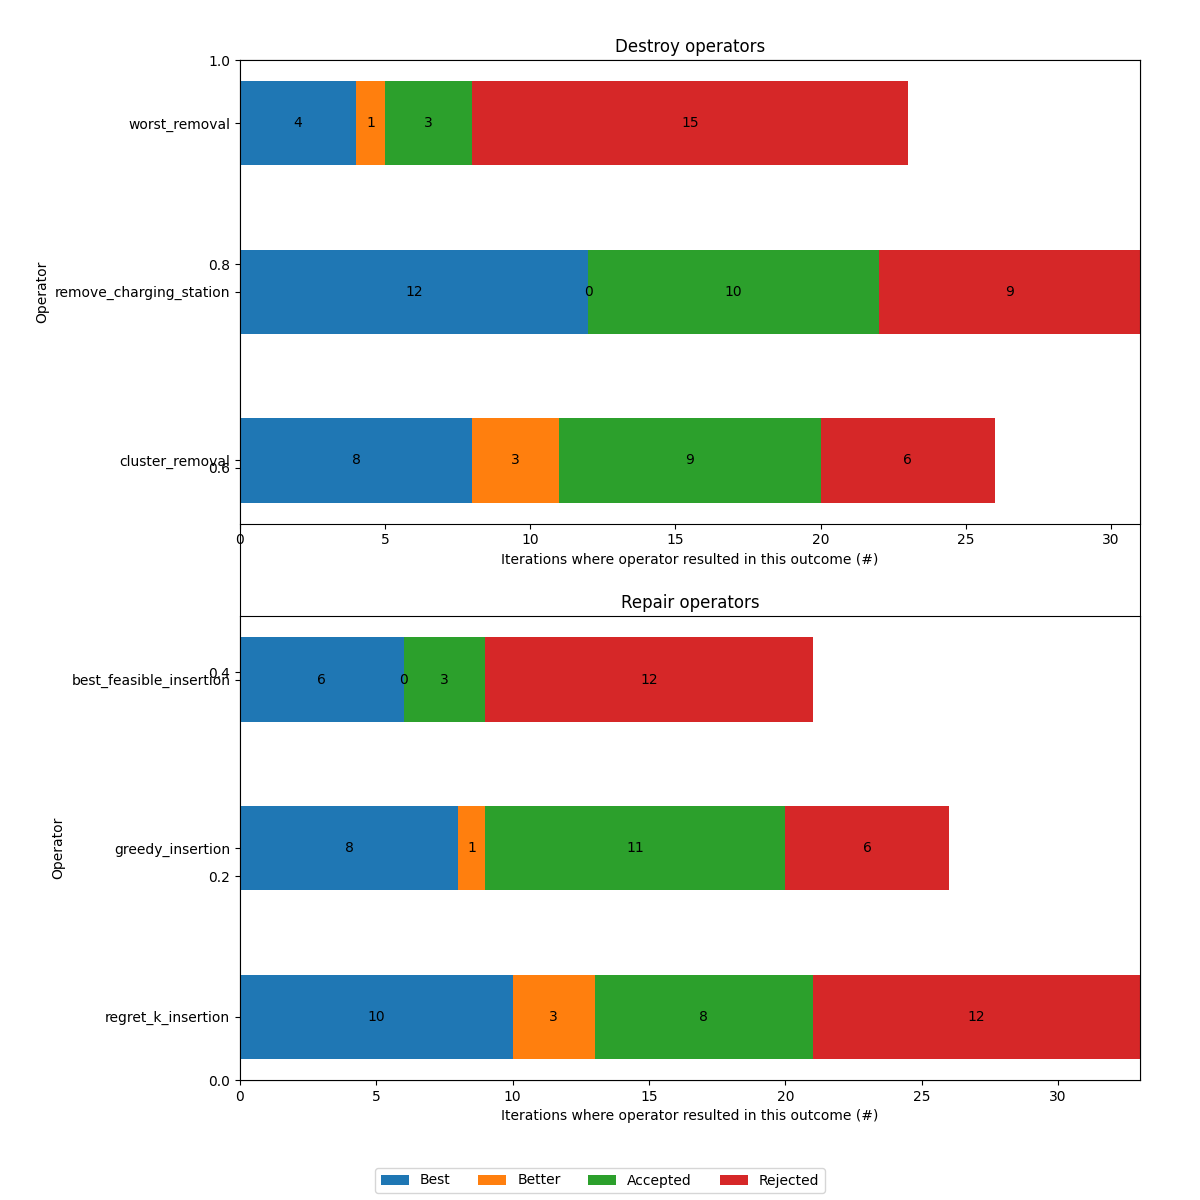 Destroy operators
1.0
worst_removal
4 1 3 15
0.8
Operator
remove_charging_station
12 0 10 9
cluster_removal
8 3 9 6
0.6
0 5 10 15 20 25 30
Iterations where operator resulted in this outcome (#)
Repair operators
0.4
best_feasible_insertion
6 0 3 12
Operator
greedy_insertion
8 1 11 6
0.2
regret_k_insertion
10 3 8 12
0.0
0 5 10 15 20 25 30
Iterations where operator resulted in this outcome (#)
Best Better Accepted Rejected